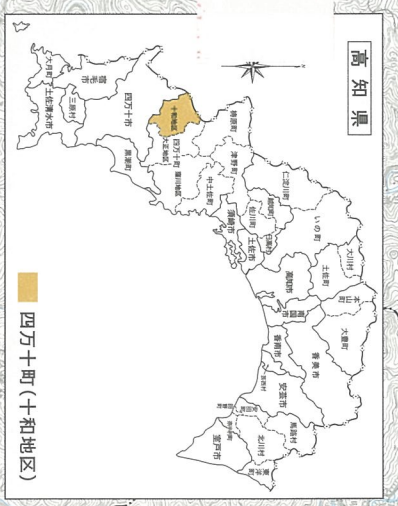 高知県
N
大川村
本山町
土佐町
大豊町
いの町
仁淀川町
香美市
高知市
南国市
越知町
日高村
佐川町
土佐市
香南市
芸西村
安芸市
馬路村
津野町
梼原町
須崎市
中土佐町
安田町
田野町
北川村
奈半利町
東洋町
室戸市
十和地区
四万十町
窪川地区
大正地区
四万十市
黒潮町
宿毛市
三原村
大月町
土佐清水市
四万十町(十和地区)